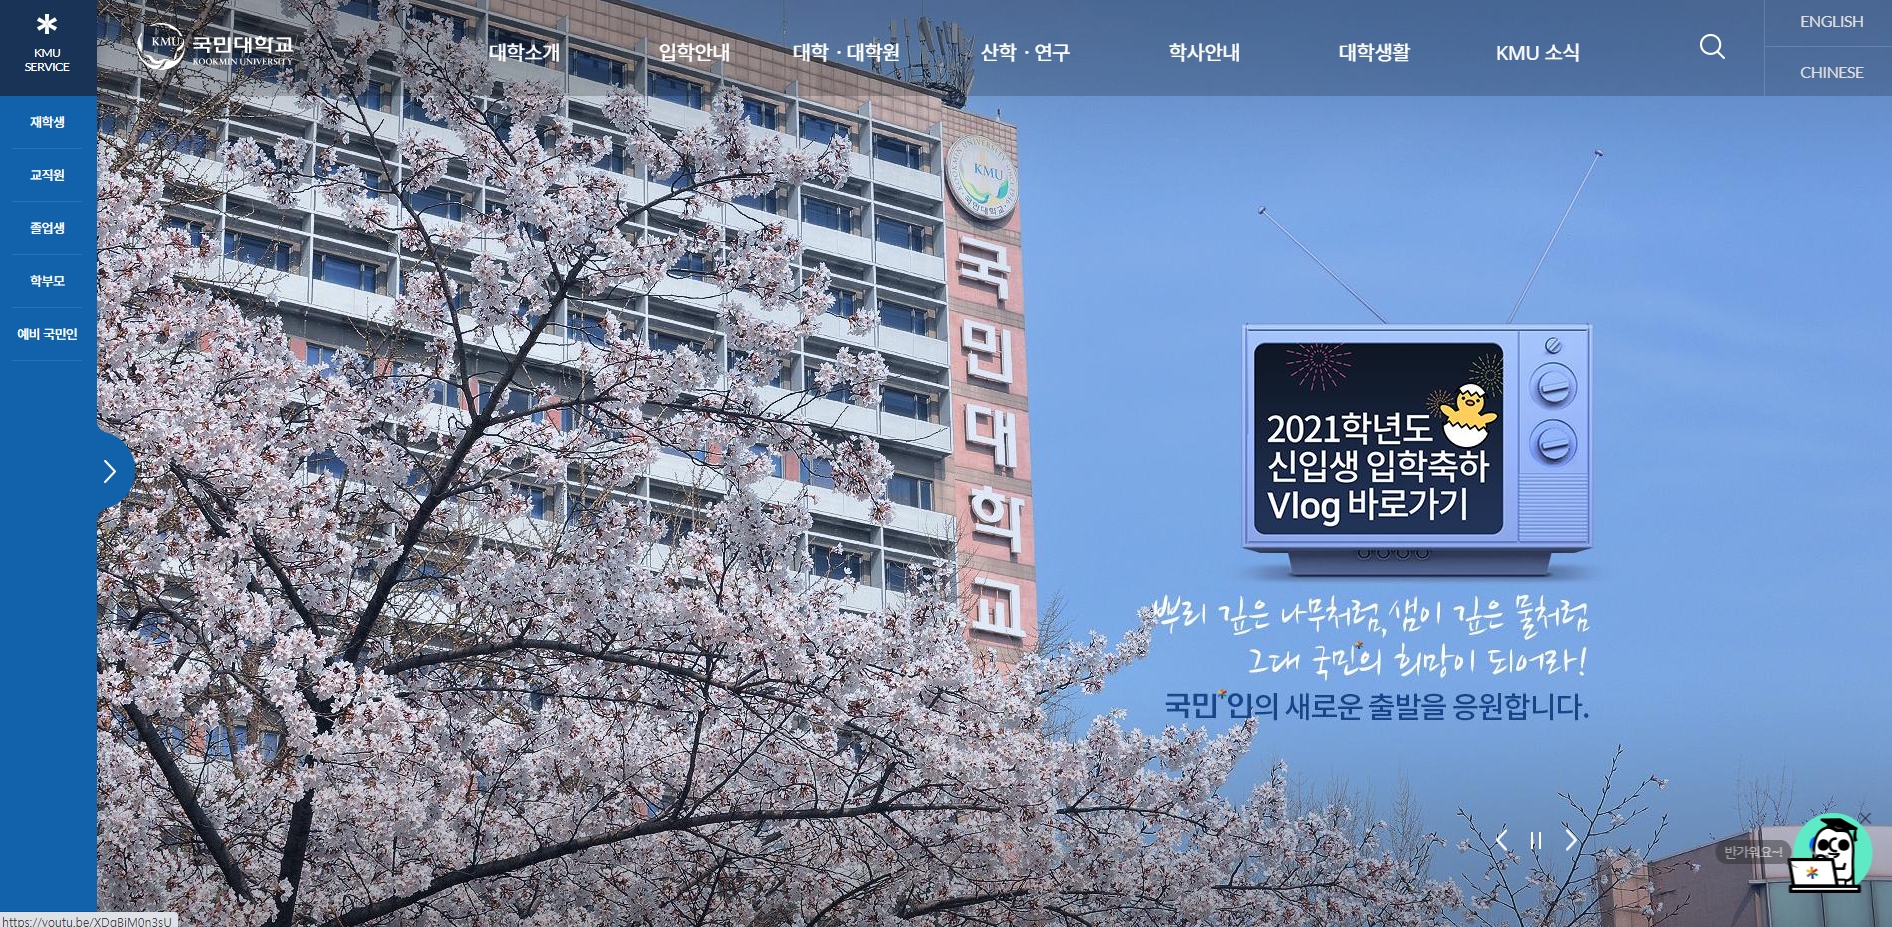 KMU
SERVICE
KMU
국민대학교
KOOKMIN UNIVERSITY
대학소개
입학안내
대학 · 대학원
산학 · 연구
학사안내
대학생활
KMU 소식
ENGLISH
CHINESE
재학생
교직원
졸업생
학부모
예비 국민인
KMU
국민대학교
2021학년도
신입생 입학축하
Vlog 바로가기
뿌리 깊은 나무처럼, 샘이 깊은 물처럼
그대 국민의 희망이 되어라!
국민*인의 새로운 출발을 응원합니다.
반가워요~!
https://youtu.be/XDqBiM0n3sU